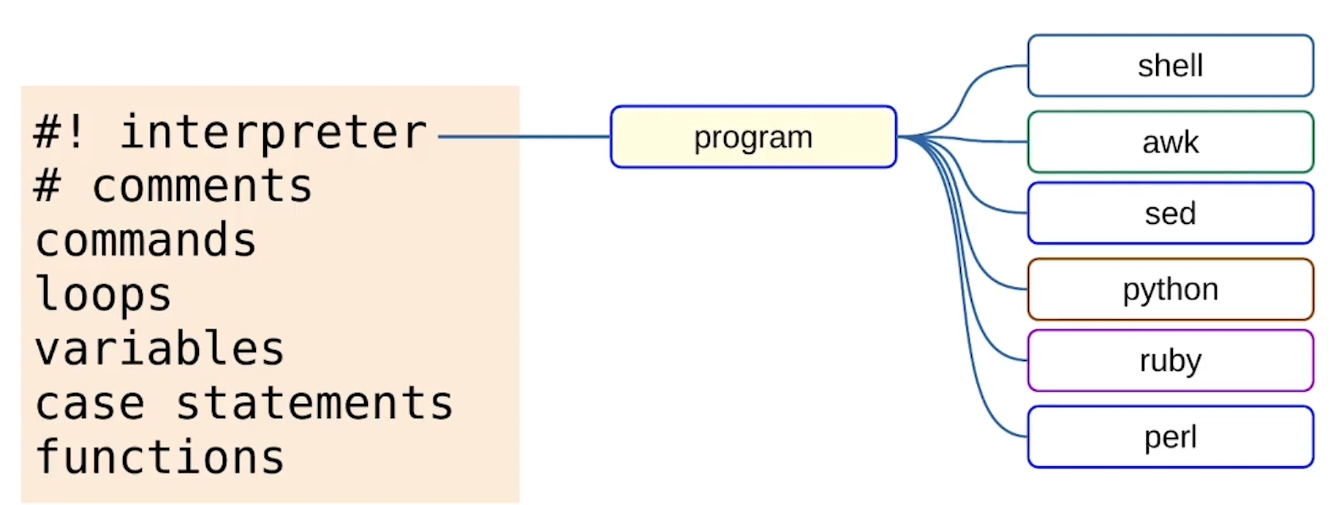 #! interpreter
# comments
commands
loops
variables
case statements
functions
program
shell
awk
sed
python
ruby
perl